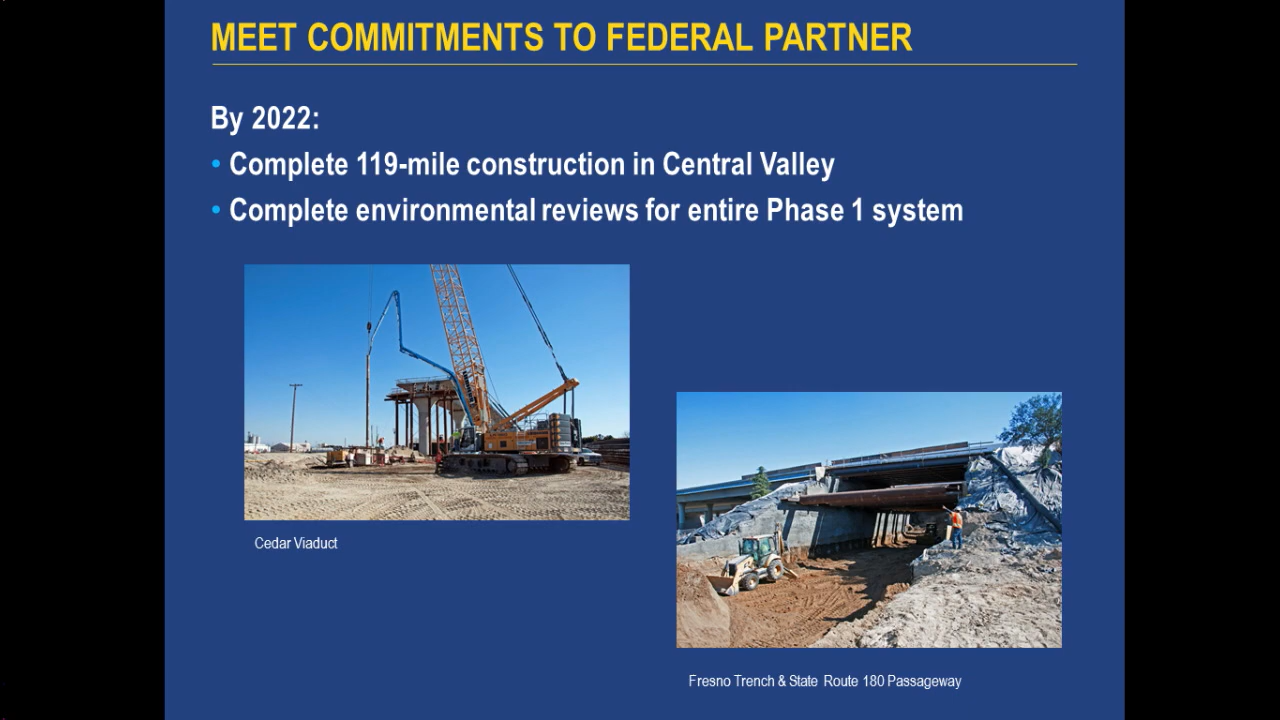 MEET COMMITMENTS TO FEDERAL PARTNER
By 2022:
• Complete 119-mile construction in Central Valley
• Complete environmental reviews for entire Phase 1 system
Cedar Viaduct
Fresno Trench & State Route 180 Passageway